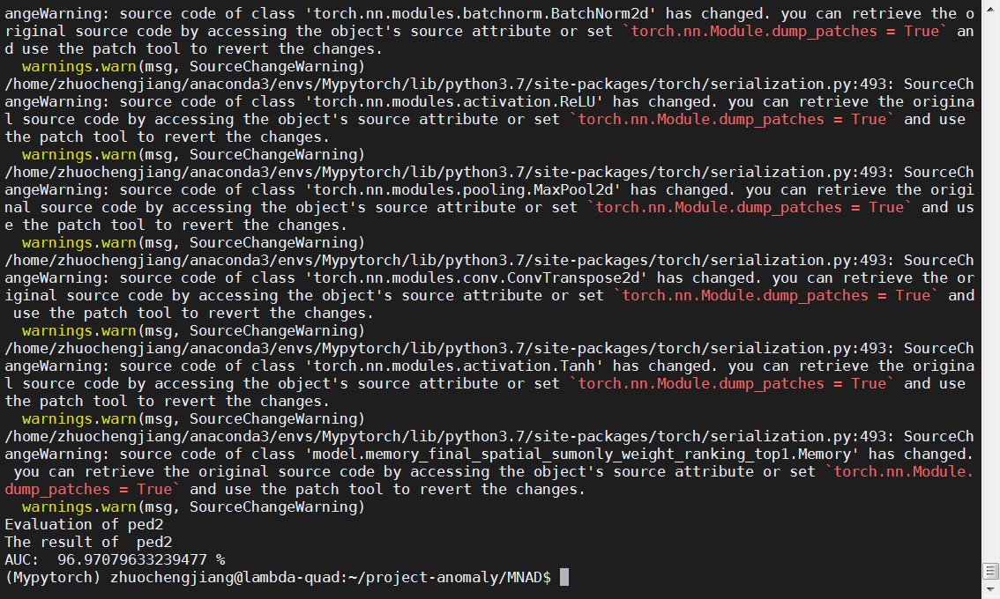 angeWarning: source code of class 'torch.nn.modules.batchnorm.BatchNorm2d' has changed. you can retrieve the o
riginal source code by accessing the object's source attribute or set `torch.nn.Module.dump_patches = True` an
d use the patch tool to revert the changes.
  warnings.warn(msg, SourceChangeWarning)
/home/zhuochengjiang/anaconda3/envs/Mypytorch/lib/python3.7/site-packages/torch/serialization.py:493: SourceCh
angeWarning: source code of class 'torch.nn.modules.activation.ReLU' has changed. you can retrieve the origina
l source code by accessing the object's source attribute or set `torch.nn.Module.dump_patches = True` and use
the patch tool to revert the changes.
  warnings.warn(msg, SourceChangeWarning)
/home/zhuochengjiang/anaconda3/envs/Mypytorch/lib/python3.7/site-packages/torch/serialization.py:493: SourceCh
angeWarning: source code of class 'torch.nn.modules.pooling.MaxPool2d' has changed. you can retrieve the origi
nal source code by accessing the object's source attribute or set `torch.nn.Module.dump_patches = True` and us
e the patch tool to revert the changes.
  warnings.warn(msg, SourceChangeWarning)
/home/zhuochengjiang/anaconda3/envs/Mypytorch/lib/python3.7/site-packages/torch/serialization.py:493: SourceCh
angeWarning: source code of class 'torch.nn.modules.conv.ConvTranspose2d' has changed. you can retrieve the or
iginal source code by accessing the object's source attribute or set `torch.nn.Module.dump_patches = True` and
 use the patch tool to revert the changes.
  warnings.warn(msg, SourceChangeWarning)
/home/zhuochengjiang/anaconda3/envs/Mypytorch/lib/python3.7/site-packages/torch/serialization.py:493: SourceCh
angeWarning: source code of class 'torch.nn.modules.activation.Tanh' has changed. you can retrieve the origina
l source code by accessing the object's source attribute or set `torch.nn.Module.dump_patches = True` and use
the patch tool to revert the changes.
  warnings.warn(msg, SourceChangeWarning)
/home/zhuochengjiang/anaconda3/envs/Mypytorch/lib/python3.7/site-packages/torch/serialization.py:493: SourceCh
angeWarning: source code of class 'model.memory_final_spatial_sumonly_weight_ranking_top1.Memory' has changed.
 you can retrieve the original source code by accessing the object's source attribute or set `torch.nn.Module.
dump_patches = True` and use the patch tool to revert the changes.
  warnings.warn(msg, SourceChangeWarning)
Evaluation of ped2
The result of  ped2
AUC:  96.97079633239477 %
(Mypytorch) zhuochengjiang@lambda-quad:~/project-anomaly/MNAD$